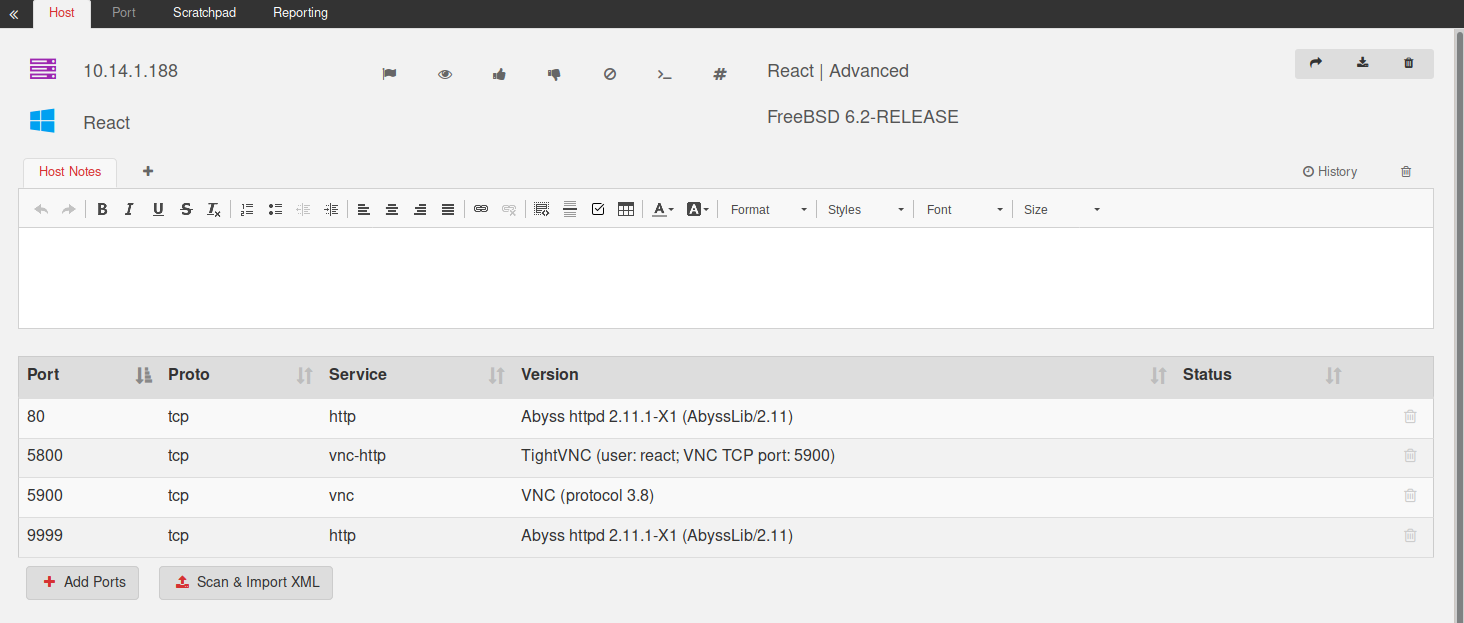 « Host Port Scratchpad Reporting
10.14.1.188 React | Advanced
React FreeBSD 6.2-RELEASE
Host Notes + History
B I U S Tx A A Format Styles Font Size
Port Proto Service Version Status
80 tcp http Abyss httpd 2.11.1-X1 (AbyssLib/2.11)
5800 tcp vnc-http TightVNC (user: react; VNC TCP port: 5900)
5900 tcp vnc VNC (protocol 3.8)
9999 tcp http Abyss httpd 2.11.1-X1 (AbyssLib/2.11)
+ Add Ports Scan & Import XML